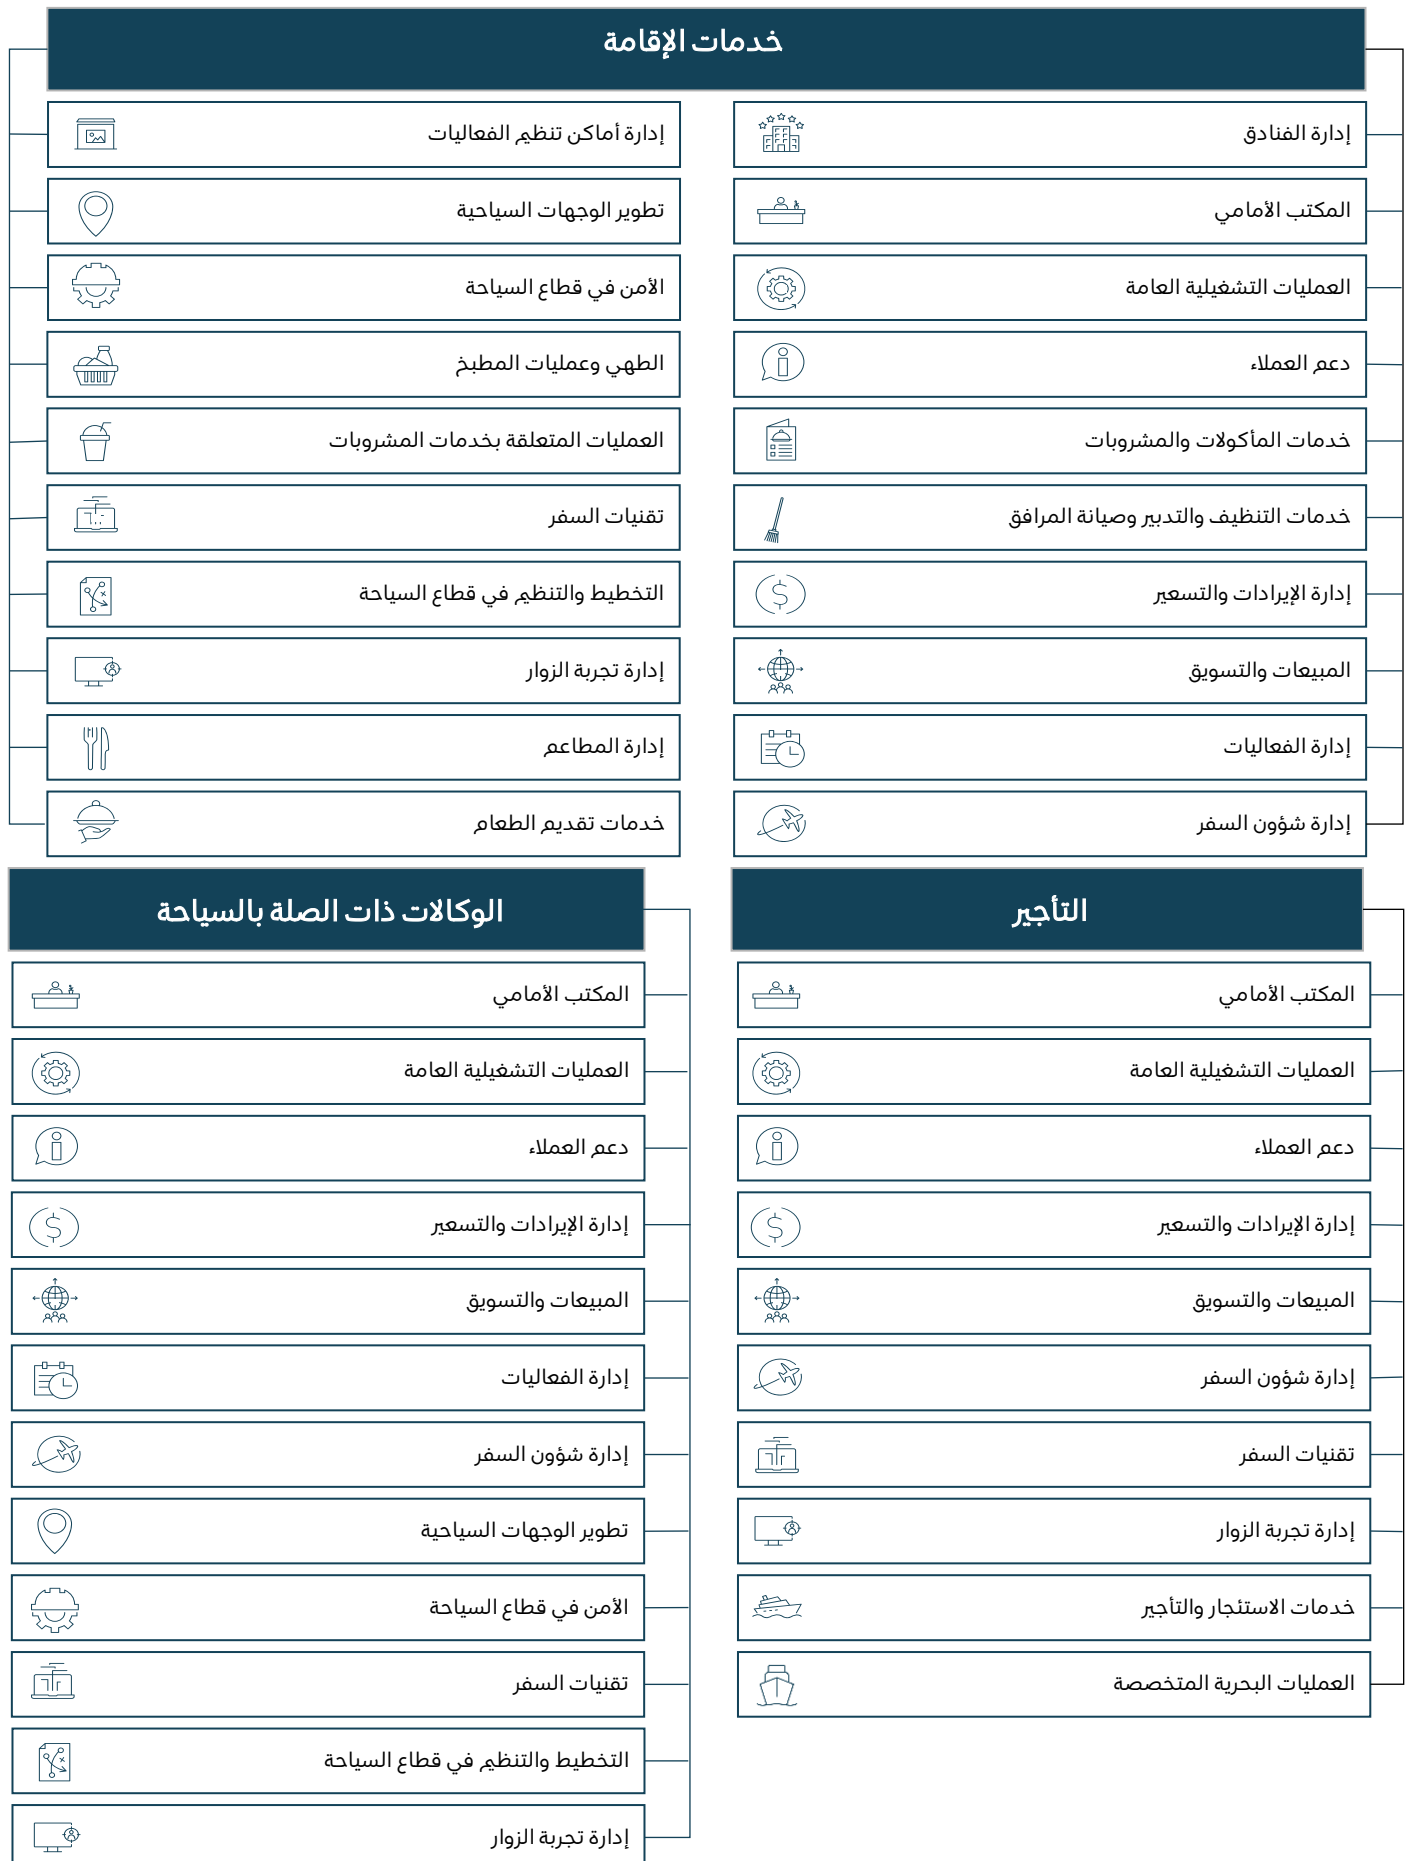 خدمات الإقامة
إدارة الفنادق
المكتب الأمامي
العمليات التشغيلية العامة
دعم العملاء
خدمات المأكولات والمشروبات
خدمات التنظيف والتدبير وصيانة المرافق
إدارة الإيرادات والتسعير
المبيعات والتسويق
إدارة الفعاليات
إدارة شؤون السفر
إدارة أماكن تنظيم الفعاليات
تطوير الوجهات السياحية
الأمن في قطاع السياحة
الطهي وعمليات المطبخ
العمليات المتعلقة بخدمات المشروبات
تقنيات السفر
التخطيط والتنظيم في قطاع السياحة
إدارة تجربة الزوار
إدارة المطاعم
خدمات تقديم الطعام
التأجير
المكتب الأمامي
العمليات التشغيلية العامة
دعم العملاء
إدارة الإيرادات والتسعير
المبيعات والتسويق
إدارة شؤون السفر
تقنيات السفر
إدارة تجربة الزوار
خدمات الاستئجار والتأجير
العمليات البحرية المتخصصة
الوكالات ذات الصلة بالسياحة
المكتب الأمامي
العمليات التشغيلية العامة
دعم العملاء
إدارة الإيرادات والتسعير
المبيعات والتسويق
إدارة الفعاليات
إدارة شؤون السفر
تطوير الوجهات السياحية
الأمن في قطاع السياحة
تقنيات السفر
التخطيط والتنظيم في قطاع السياحة
إدارة تجربة الزوار